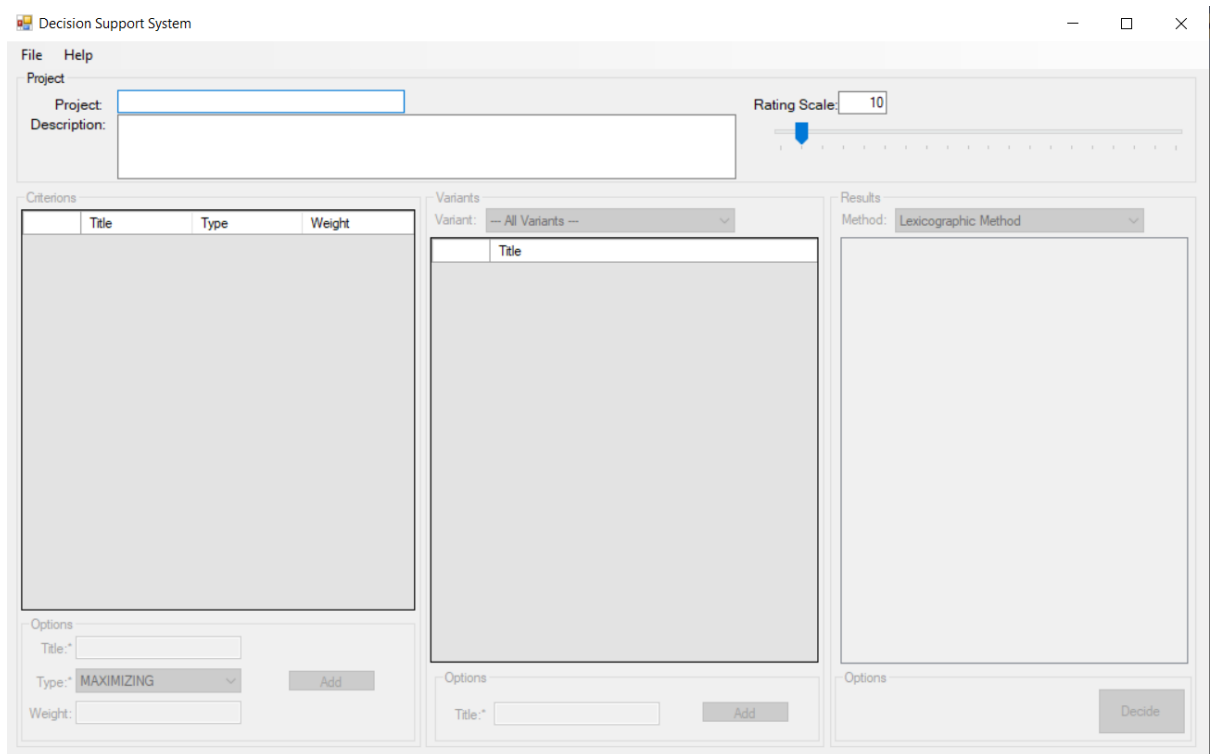 Decision Support System
File Help
Project
Project:
Rating Scale: 10
Description:
Criterions
Title Type Weight
Options
Title:*
Type:* MAXIMIZING Add
Weight:
Variants
Variant: --- All Variants ---
Title
Options
Title:* Add
Results
Method: Lexicographic Method
Options
Decide